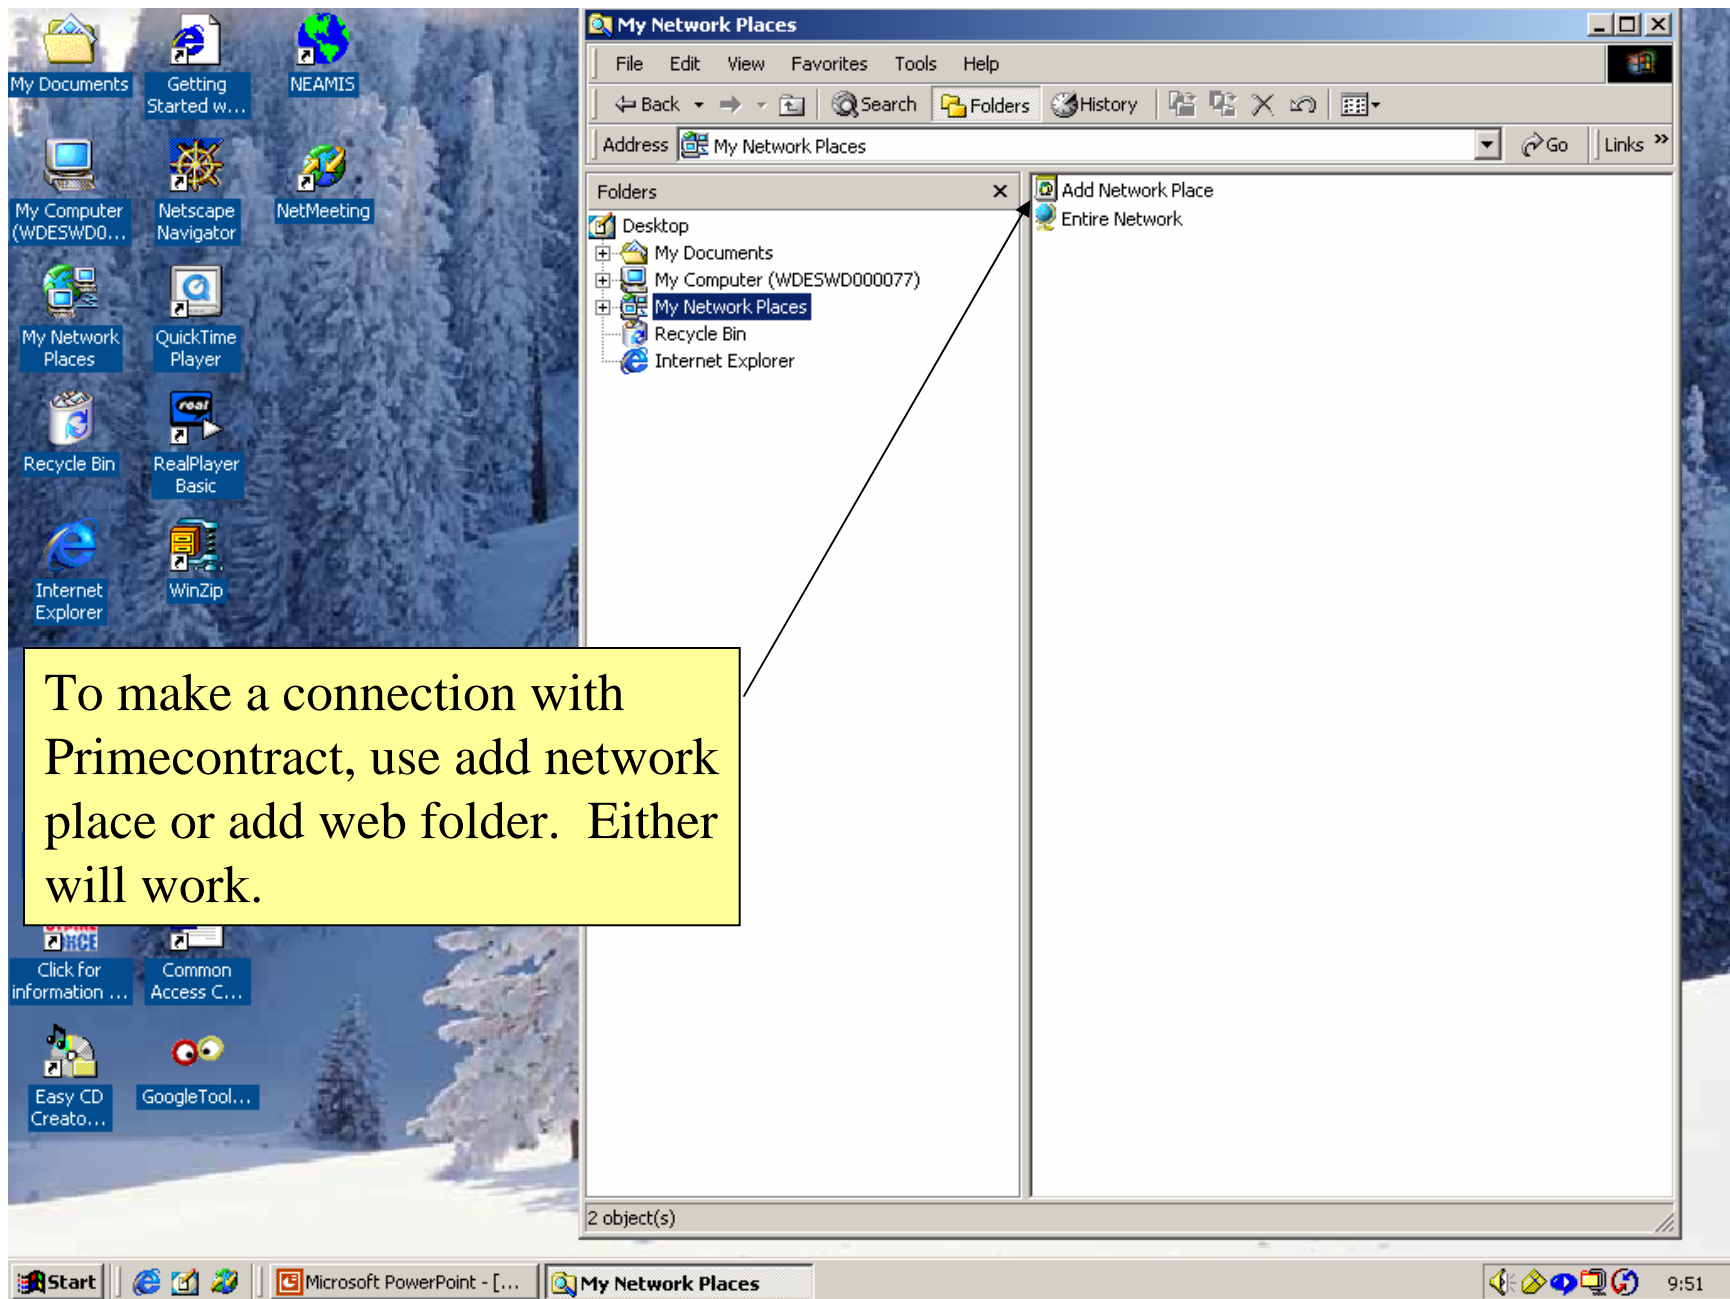 My Documents
Getting
Started w...
NEAMIS
My Computer
(WDESWD0...
Netscape
Navigator
NetMeeting
My Network
Places
QuickTime
Player
Recycle Bin
real
RealPlayer
Basic
Internet
Explorer
WinZip
To make a connection with
Primecontract, use add network
place or add web folder.  Either
will work.
Click for
information ...
Common
Access C...
Easy CD
Creato...
GoogleTool...
My Network Places
File Edit View Favorites Tools Help
Back Search Folders History
Address My Network Places Go Links »
Folders
Desktop
My Documents
My Computer (WDESWD000077)
My Network Places
Recycle Bin
Internet Explorer
Add Network Place
Entire Network
2 object(s)
Start Microsoft PowerPoint - [... My Network Places 9:51